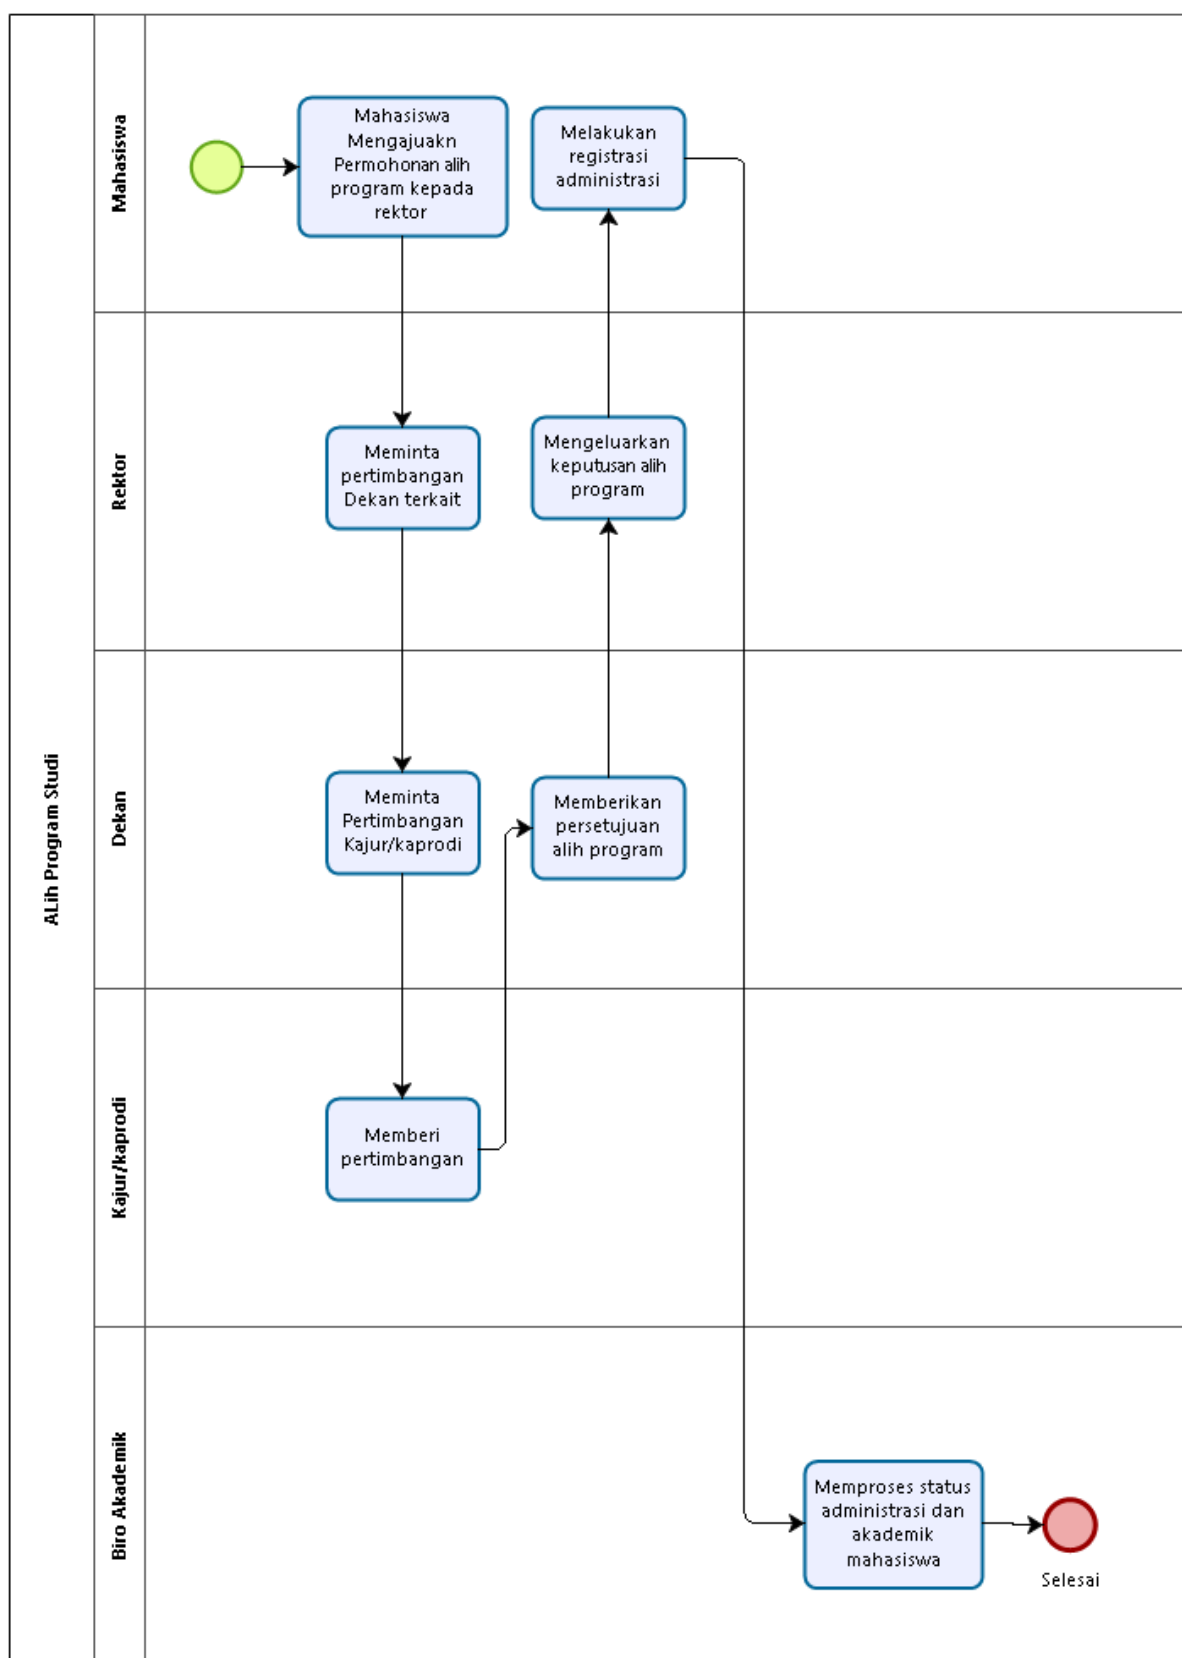 ALih Program Studi
Mahasiswa
Mahasiswa
Mengajuakn
Permohonan alih
program kepada
rektor
Melakukan
registrasi
administrasi
Rektor
Meminta
pertimbangan
Dekan terkait
Mengeluarkan
keputusan alih
program
Dekan
Meminta
Pertimbangan
Kajur/kaprodi
Memberikan
persetujuan
alih program
Kajur/kaprodi
Memberi
pertimbangan
Biro Akademik
Memproses status
administrasi dan
akademik
mahasiswa
Selesai